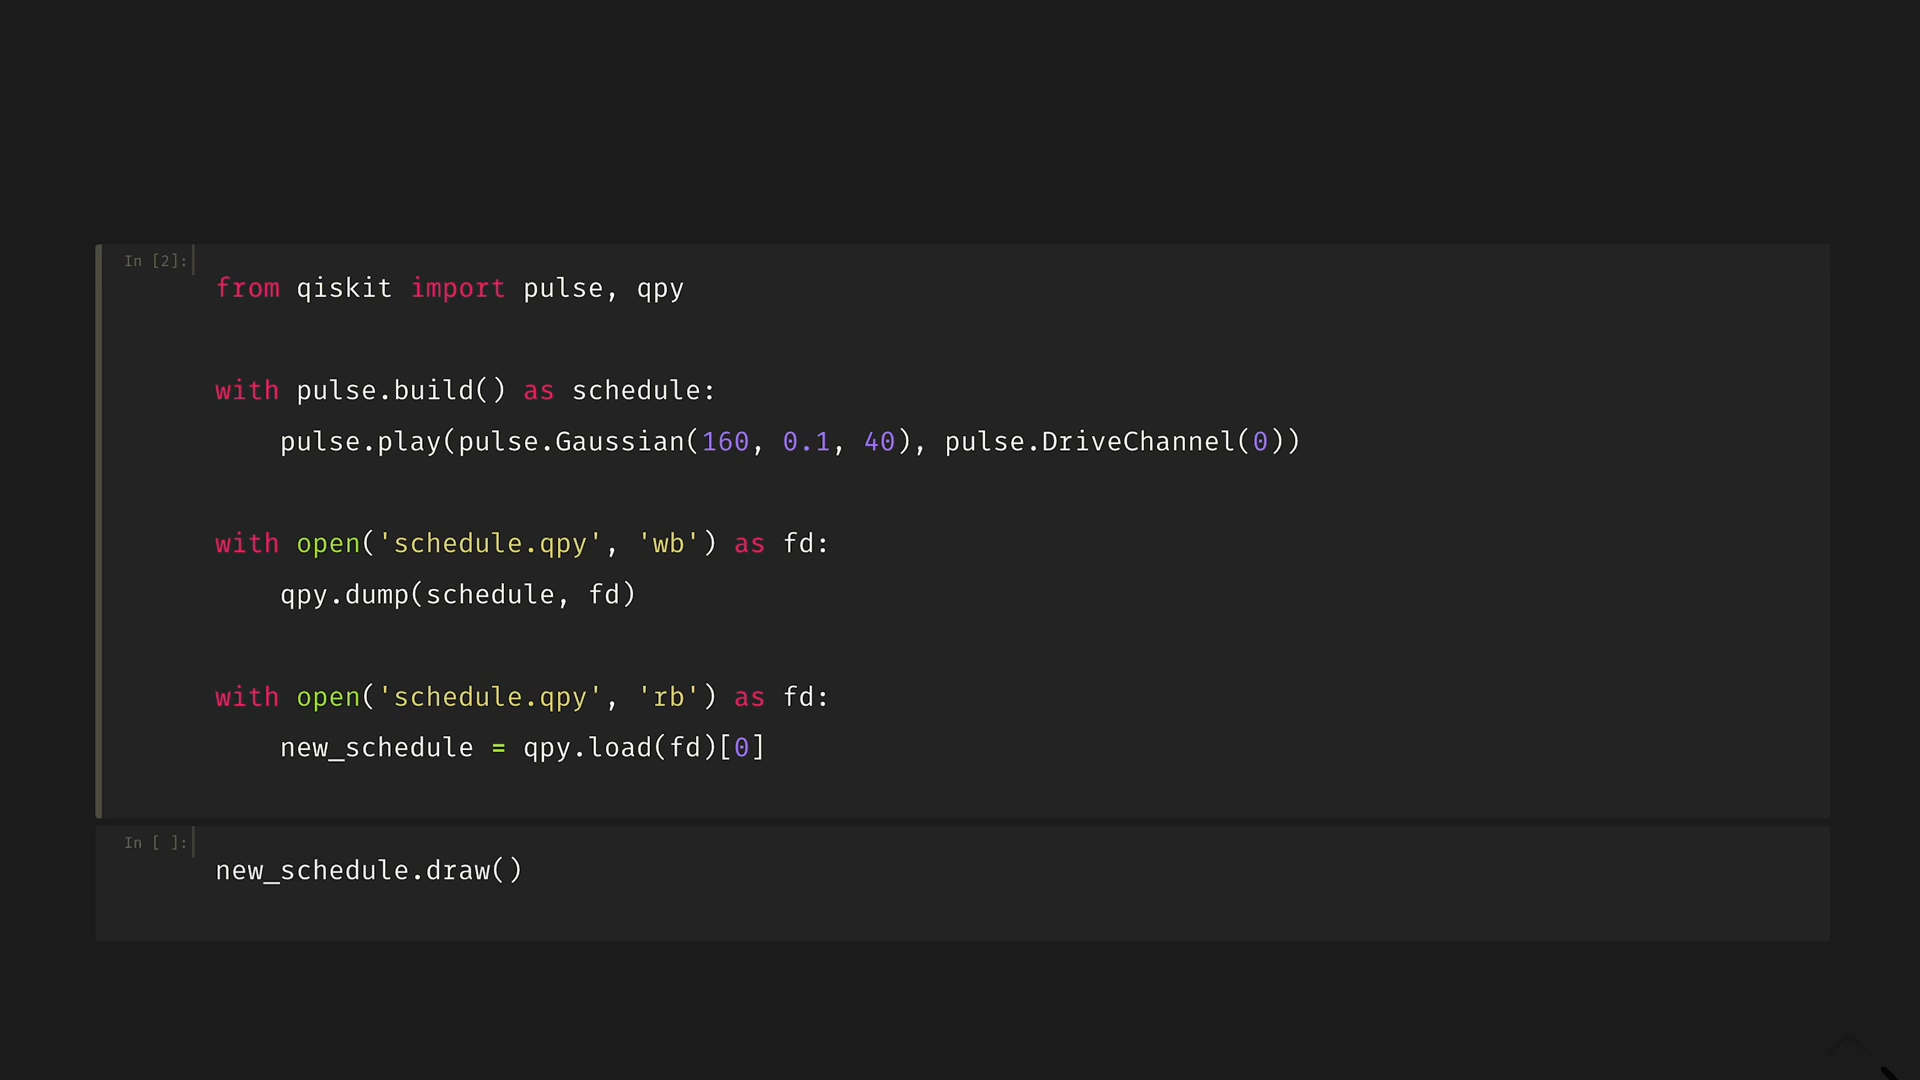 In [2]:
from qiskit import pulse, qpy
with pulse.build() as schedule:
    pulse.play(pulse.Gaussian(160, 0.1, 40), pulse.DriveChannel(0))
with open('schedule.qpy', 'wb') as fd:
    qpy.dump(schedule, fd)
with open('schedule.qpy', 'rb') as fd:
    new_schedule = qpy.load(fd)[0]
In [ ]:
new_schedule.draw()